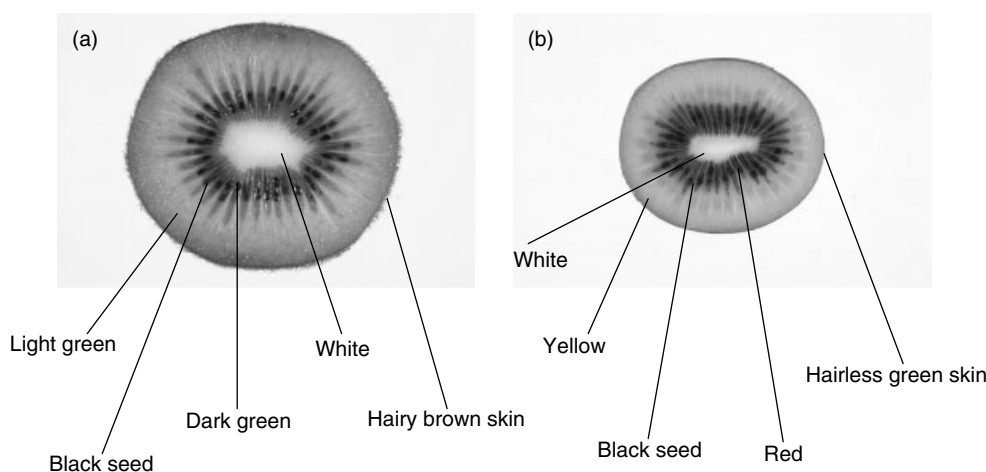 (a)
(b)
White
Light green
White
Yellow
Hairless green skin
Dark green
Hairy brown skin
Black seed
Red
Black seed